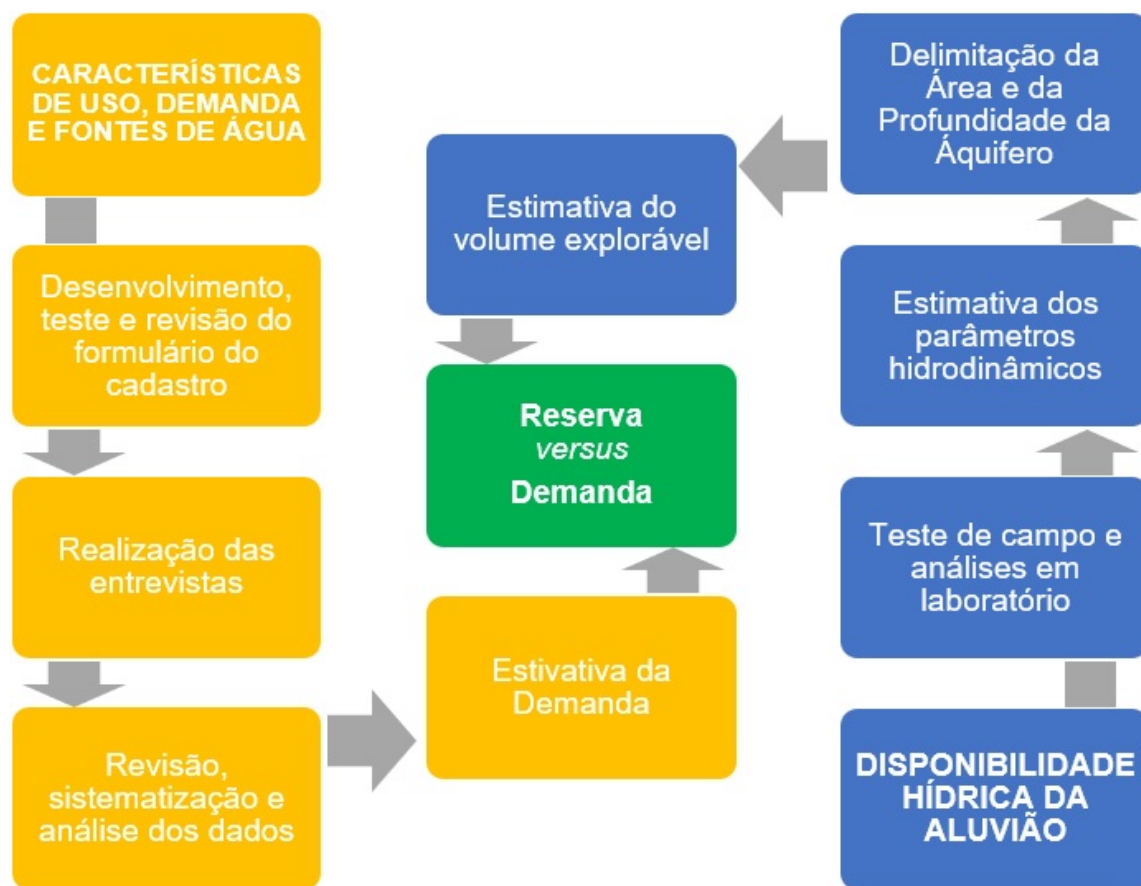 CARACTERÍSTICAS
DE USO, DEMANDA
E FONTES DE ÁGUA
Desenvolvimento,
teste e revisão do
formulário do
cadastro
Realização das
entrevistas
Revisão,
sistematização e
análise dos dados
Estivativa da
Demanda
Estimativa do
volume explorável
Reserva
versus
Demanda
Delimitação da
Área e da
Profundidade da
Áquifero
Estimativa dos
parâmetros
hidrodinâmicos
Teste de campo e
análises em
laboratório
DISPONIBILIDADE
HÍDRICA DA
ALUVIÃO